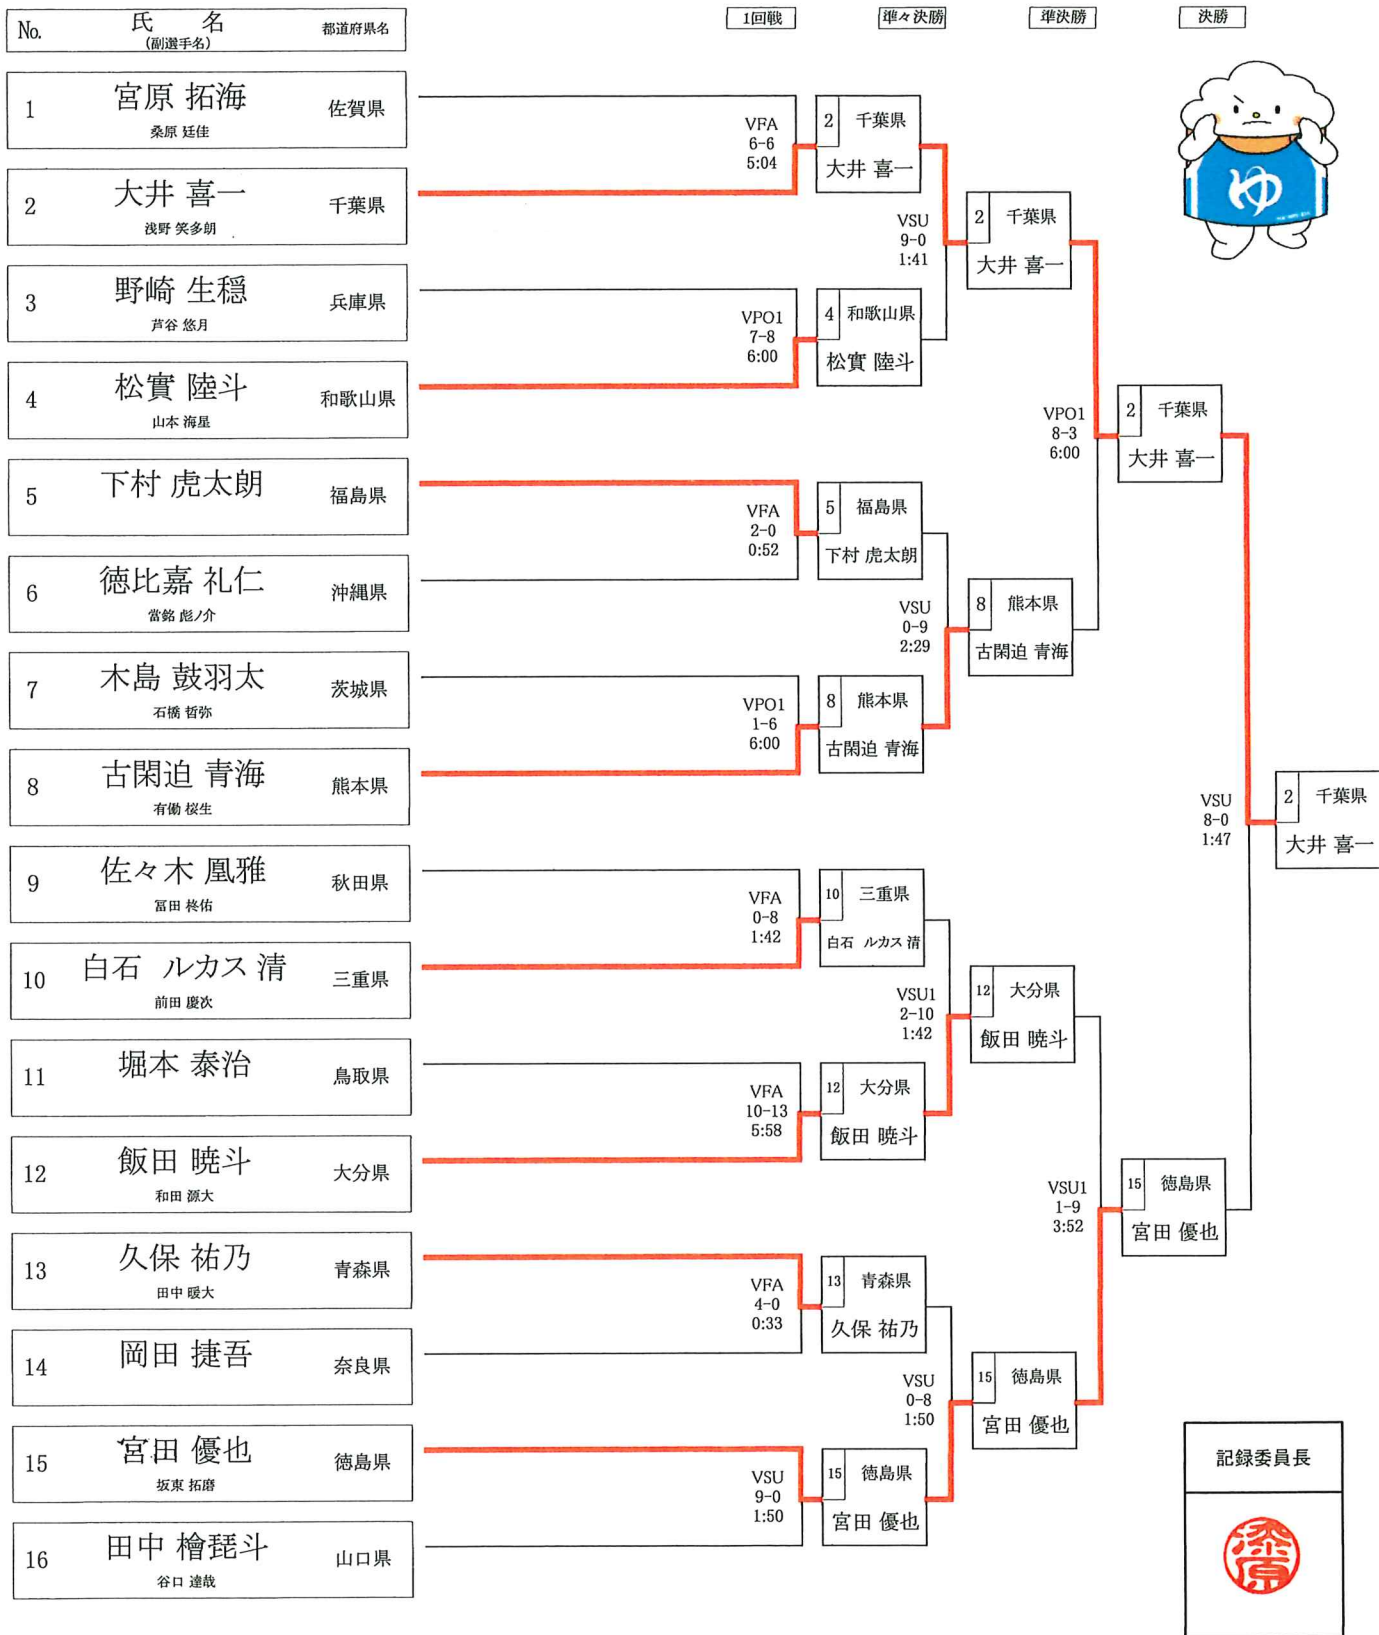 No. 氏 名 都道府県名 1回戦 準々決勝 準決勝 決勝
(副選手名)
1 宮原 拓海 佐賀県
桑原 廷佳
2 大井 喜一 千葉県
浅野 笑多朗
3 野崎 生穏 兵庫県
芦谷 悠月
4 松實 陸斗 和歌山県
山本 海星
5 下村 虎太朗 福島県
6 徳比嘉 礼仁 沖縄県
當銘 彪ノ介
7 木島 鼓羽太 茨城県
石橋 哲弥
8 古閑迫 青海 熊本県
有働 桜生
9 佐々木 凰雅 秋田県
冨田 柊佑
10 白石 ルカス 清 三重県
前田 慶次
11 堀本 泰治 鳥取県
12 飯田 暁斗 大分県
和田 源大
13 久保 祐乃 青森県
田中 暖大
14 岡田 捷吾 奈良県
15 宮田 優也 徳島県
坂東 拓磨
16 田中 檜琵斗 山口県
谷口 達哉
VFA
6-6
5:04
VPO1
7-8
6:00
VFA
2-0
0:52
VPO1
1-6
6:00
VFA
0-8
1:42
VFA
10-13
5:58
VFA
4-0
0:33
VSU
9-0
1:50
2 千葉県
大井 喜一
4 和歌山県
松實 陸斗
5 福島県
下村 虎太朗
8 熊本県
古閑迫 青海
10 三重県
白石 ルカス 清
12 大分県
飯田 暁斗
13 青森県
久保 祐乃
15 徳島県
宮田 優也
VSU
9-0
1:41
VSU
0-9
2:29
VSU1
2-10
1:42
VSU
0-8
1:50
2 千葉県
大井 喜一
8 熊本県
古閑迫 青海
12 大分県
飯田 暁斗
15 徳島県
宮田 優也
VPO1
8-3
6:00
VSU1
1-9
3:52
2 千葉県
大井 喜一
15 徳島県
宮田 優也
VSU
8-0
1:47
2 千葉県
大井 喜一
ゆ
記録委員長